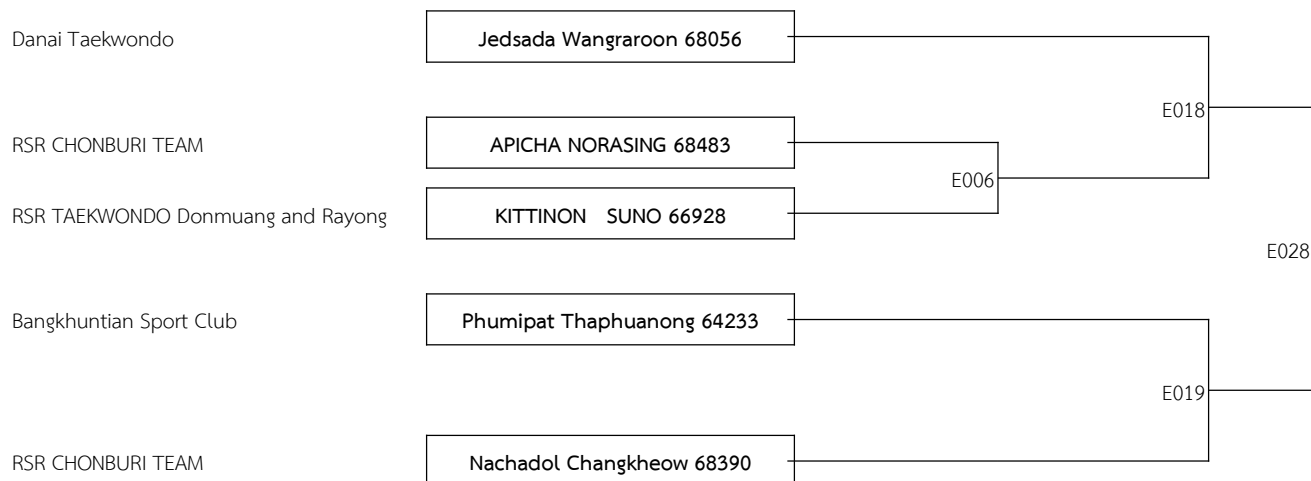 Danai Taekwondo
Jedsada Wangraroon 68056
E018
RSR CHONBURI TEAM
APICHA NORASING 68483
E006
RSR TAEKWONDO Donmuang and Rayong
KITTINON SUNO 66928
E028
Bangkhuntian Sport Club
Phumipat Thaphuanong 64233
E019
RSR CHONBURI TEAM
Nachadol Changkheow 68390